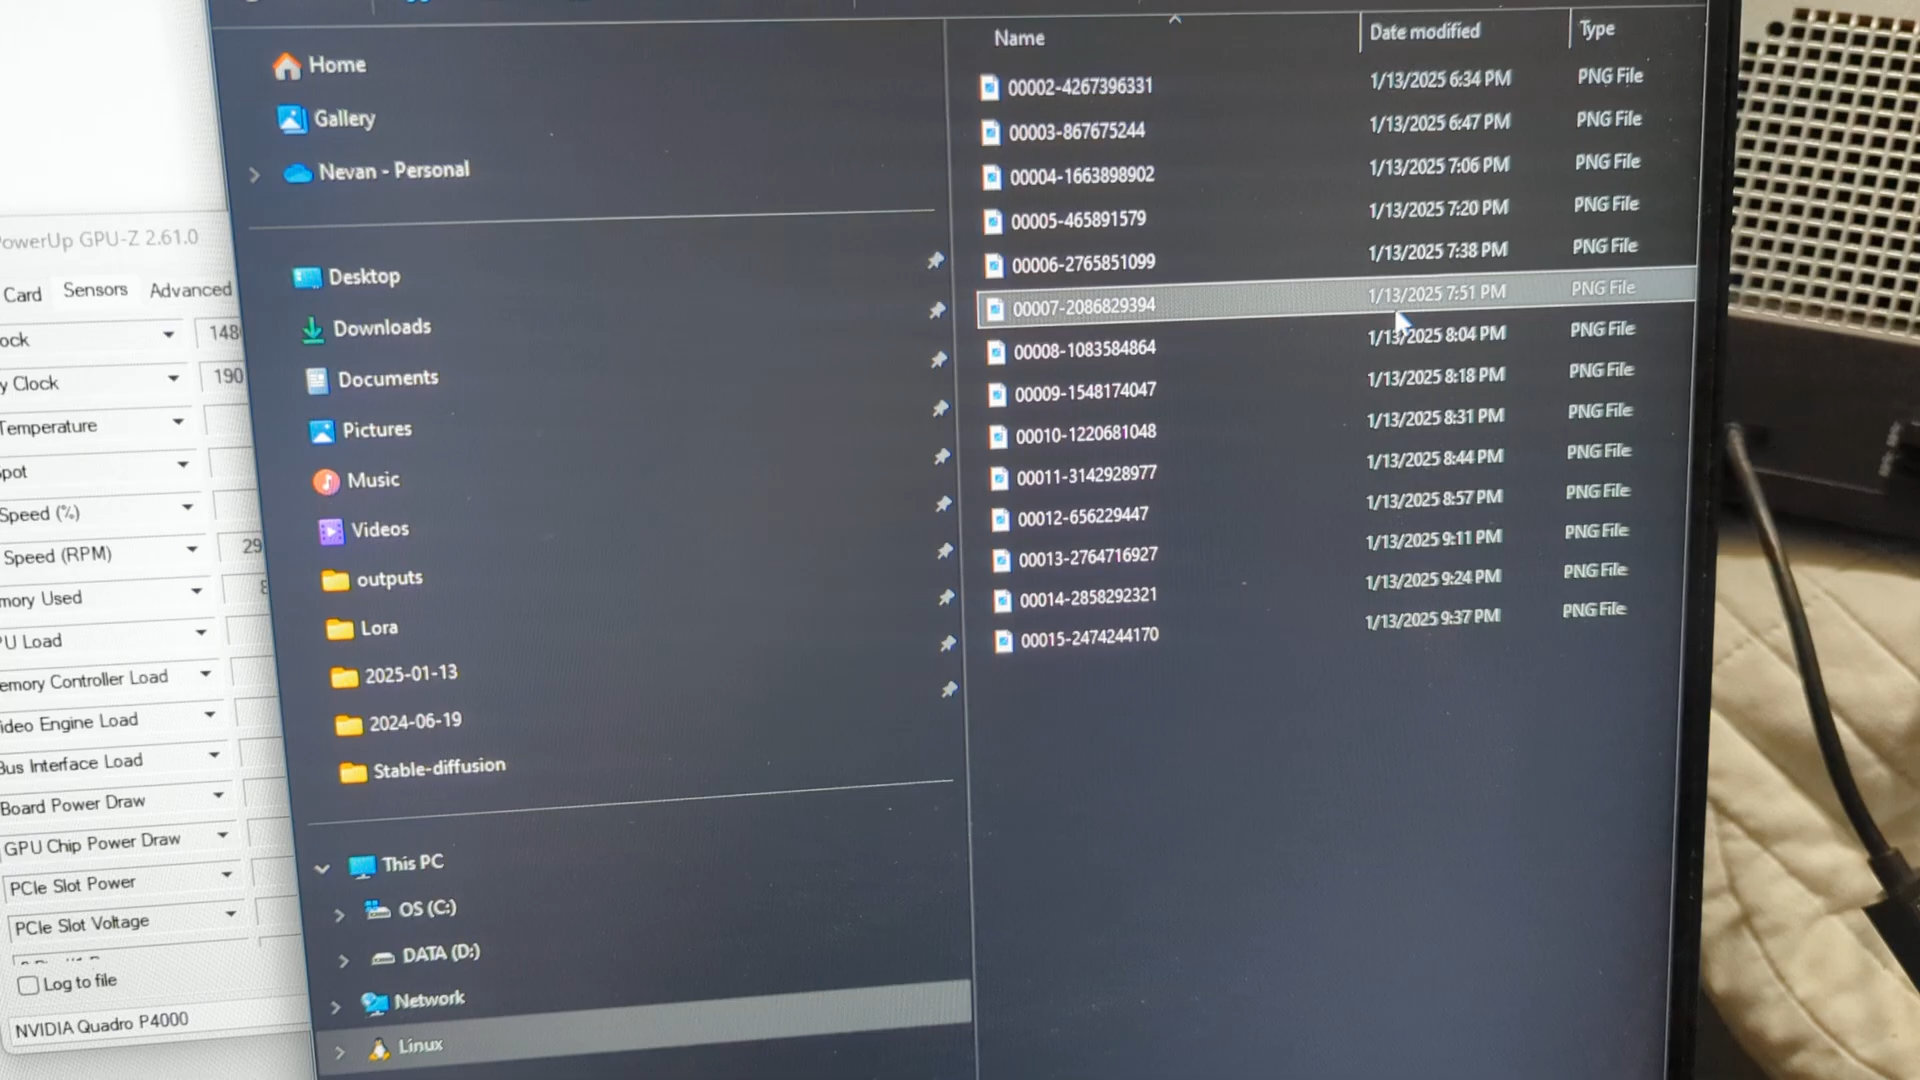 Home
Gallery
Nevan - Personal
Desktop
Downloads
Documents
Pictures
Music
Videos
outputs
Lora
2025-01-13
2024-06-19
Stable-diffusion
This PC
OS (C:)
DATA (D:)
Network
Linux
Name Date modified Type
00002-4267396331 1/13/2025 6:34 PM PNG File
00003-867675244 1/13/2025 6:47 PM PNG File
00004-1663898902 1/13/2025 7:06 PM PNG File
00005-465891579 1/13/2025 7:20 PM PNG File
00006-2765851099 1/13/2025 7:38 PM PNG File
00007-2086829394 1/13/2025 7:51 PM PNG File
00008-1083584864 1/13/2025 8:04 PM PNG File
00009-1548174047 1/13/2025 8:18 PM PNG File
00010-1220681048 1/13/2025 8:31 PM PNG File
00011-3142928977 1/13/2025 8:44 PM PNG File
00012-656229447 1/13/2025 8:57 PM PNG File
00013-2764716927 1/13/2025 9:11 PM PNG File
00014-2858292321 1/13/2025 9:24 PM PNG File
00015-2474244170 1/13/2025 9:37 PM PNG File
PowerUp GPU-Z 2.61.0
Card Sensors Advanced
ock 148
y Clock 190
Temperature
pot
Speed (%)
Speed (RPM) 29
mory Used 8
PU Load
emory Controller Load
ideo Engine Load
Bus Interface Load
Board Power Draw
GPU Chip Power Draw
PCIe Slot Power
PCIe Slot Voltage
Log to file
NVIDIA Quadro P4000